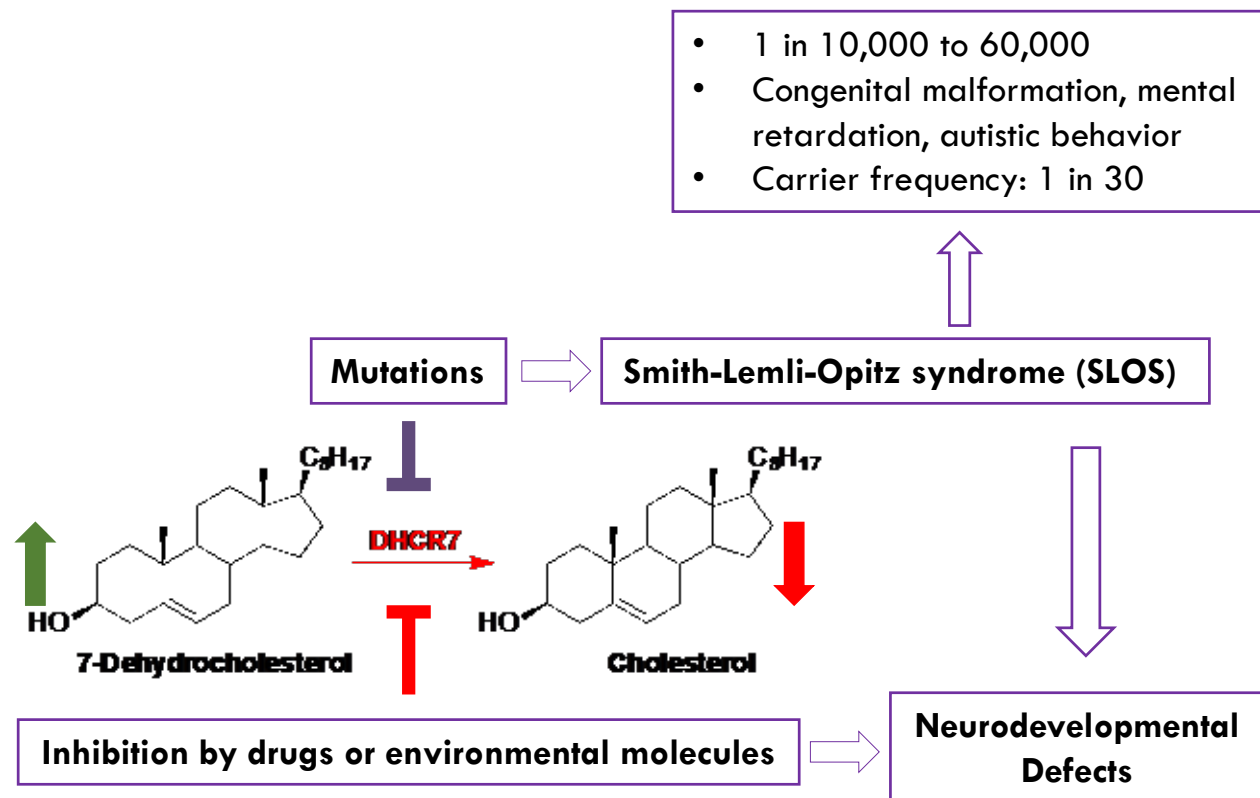 • 1 in 10,000 to 60,000
• Congenital malformation, mental
retardation, autistic behavior
• Carrier frequency: 1 in 30
Mutations
Smith-Lemli-Opitz syndrome (SLOS)
C₈H₁₇
C₈H₁₇
DHCR7
HO
HO
7-Dehydrocholesterol
Cholesterol
Inhibition by drugs or environmental molecules
Neurodevelopmental
Defects